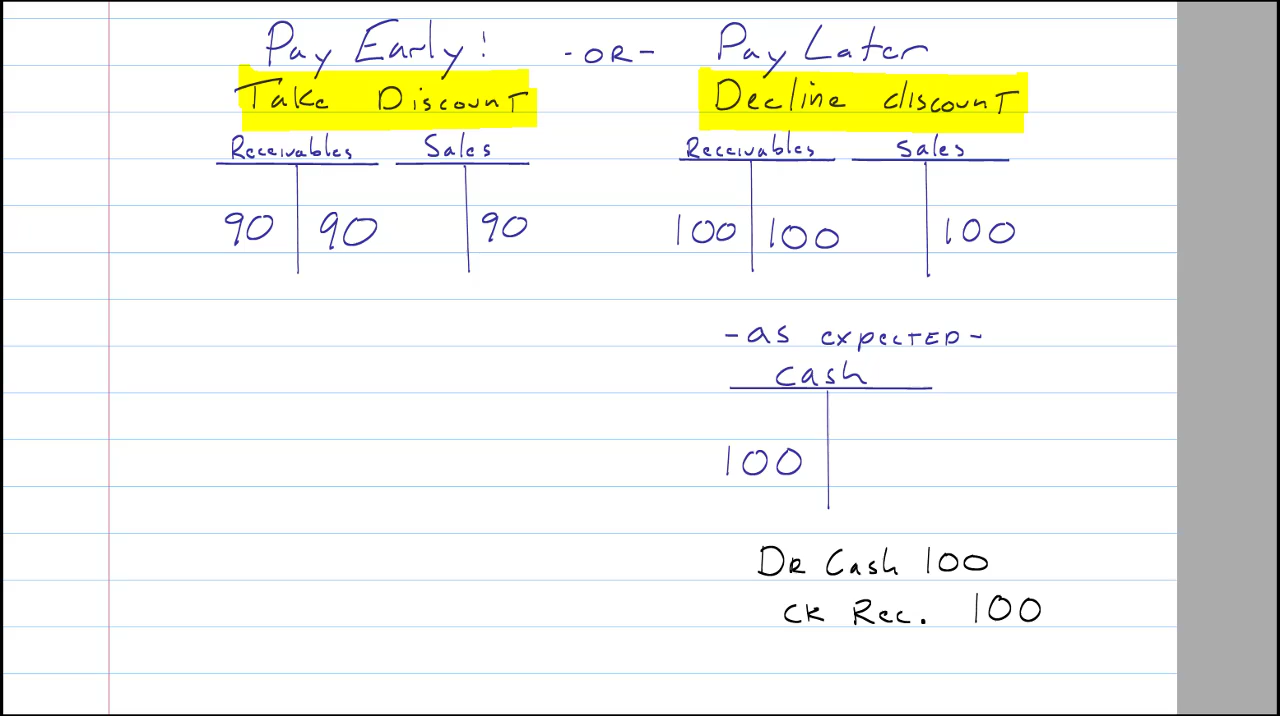 Pay Early! -OR- Pay Later
Take Discount Decline discount
Receivables Sales Receivables Sales
90 90 90 100 100 100
-as expected-
cash
100
DR Cash 100
CR Rec. 100